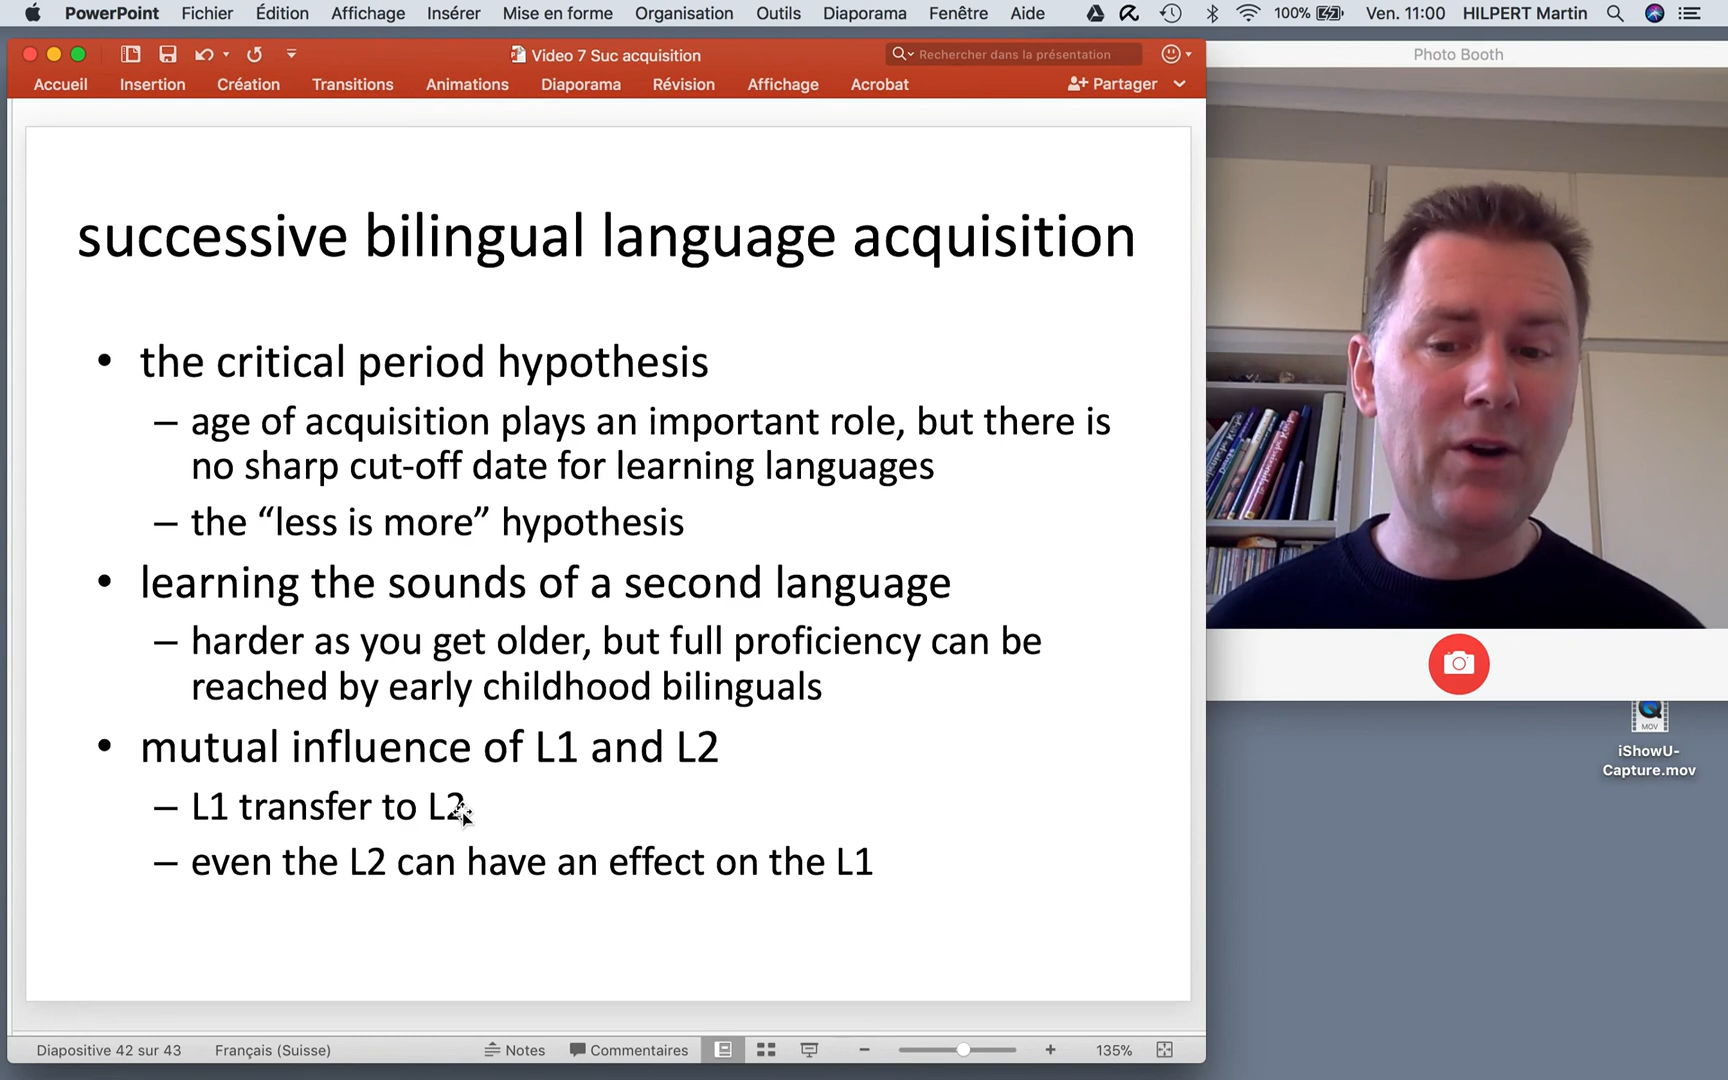 PowerPoint Fichier Édition Affichage Insérer Mise en forme Organisation Outils Diaporama Fenêtre Aide 100% Ven. 11:00 HILPERT Martin
Video 7 Suc acquisition
Rechercher dans la présentation
Photo Booth
Accueil Insertion Création Transitions Animations Diaporama Révision Affichage Acrobat Partager
successive bilingual language acquisition
• the critical period hypothesis
– age of acquisition plays an important role, but there is
no sharp cut-off date for learning languages
– the “less is more” hypothesis
• learning the sounds of a second language
– harder as you get older, but full proficiency can be
reached by early childhood bilinguals
• mutual influence of L1 and L2
– L1 transfer to L2
– even the L2 can have an effect on the L1
MOV
iShowU-
Capture.mov
Diapositive 42 sur 43 Français (Suisse) Notes Commentaires 135%